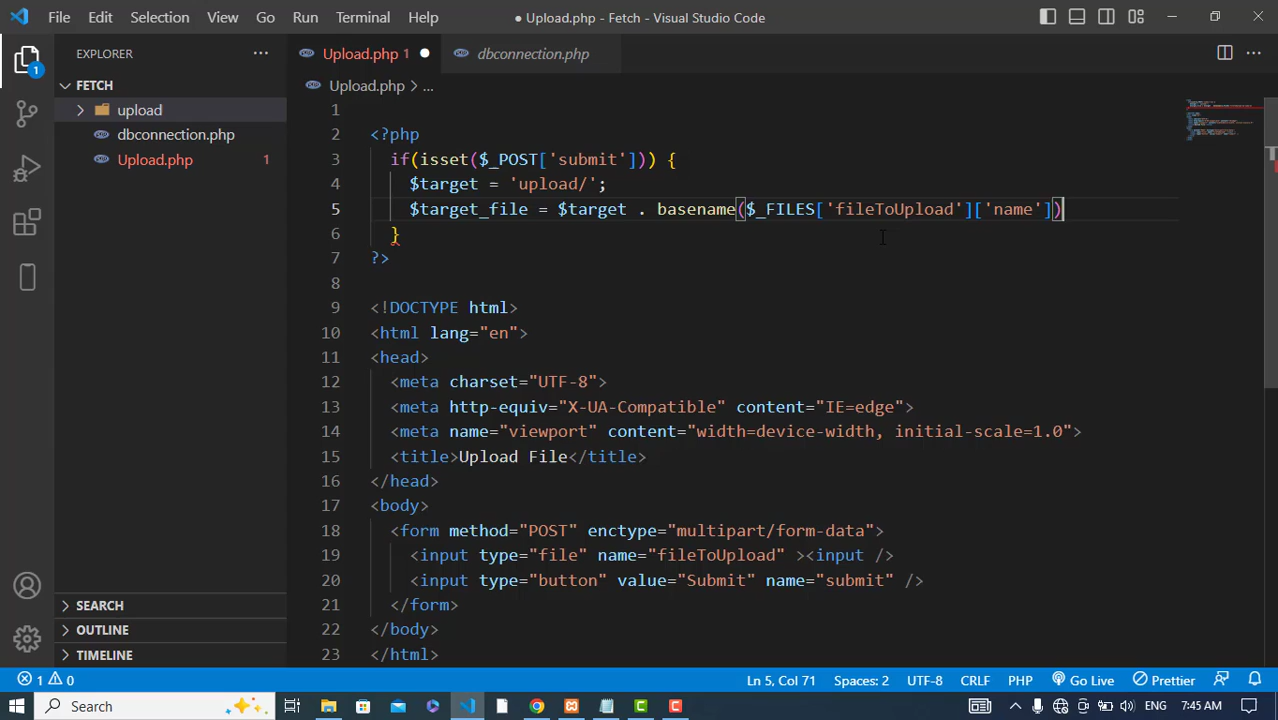 File Edit Selection View Go Run Terminal Help
● Upload.php - Fetch - Visual Studio Code
EXPLORER
Upload.php 1
dbconnection.php
FETCH
Upload.php > ...
upload
dbconnection.php
Upload.php 1
1
2 <?php
3 if(isset($_POST['submit'])) {
4 $target = 'upload/';
5 $target_file = $target . basename($_FILES['fileToUpload']['name'])
6 }
7 ?>
8
9 <!DOCTYPE html>
10 <html lang="en">
11 <head>
12 <meta charset="UTF-8">
13 <meta http-equiv="X-UA-Compatible" content="IE=edge">
14 <meta name="viewport" content="width=device-width, initial-scale=1.0">
15 <title>Upload File</title>
16 </head>
17 <body>
18 <form method="POST" enctype="multipart/form-data">
19 <input type="file" name="fileToUpload" ><input />
20 <input type="button" value="Submit" name="submit" />
21 </form>
22 </body>
23 </html>
1
SEARCH
OUTLINE
TIMELINE
1 0
Ln 5, Col 71 Spaces: 2 UTF-8 CRLF PHP Go Live Prettier
Search
ENG 7:45 AM